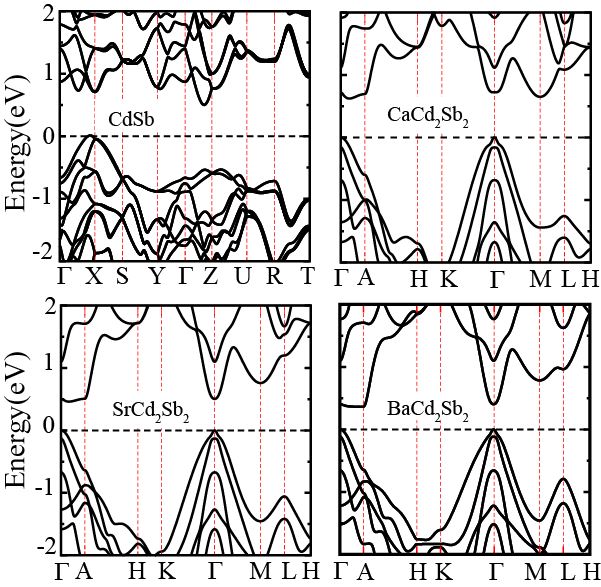 2
1
0
-1
-2
Energy(eV)
CdSb
Γ X S Y Γ Z U R T
2
1
0
-1
-2
CaCd₂Sb₂
Γ A H K Γ M L H
2
1
0
-1
-2
Energy(eV)
SrCd₂Sb₂
Γ A H K Γ M L H
2
1
0
-1
-2
BaCd₂Sb₂
Γ A H K Γ M L H